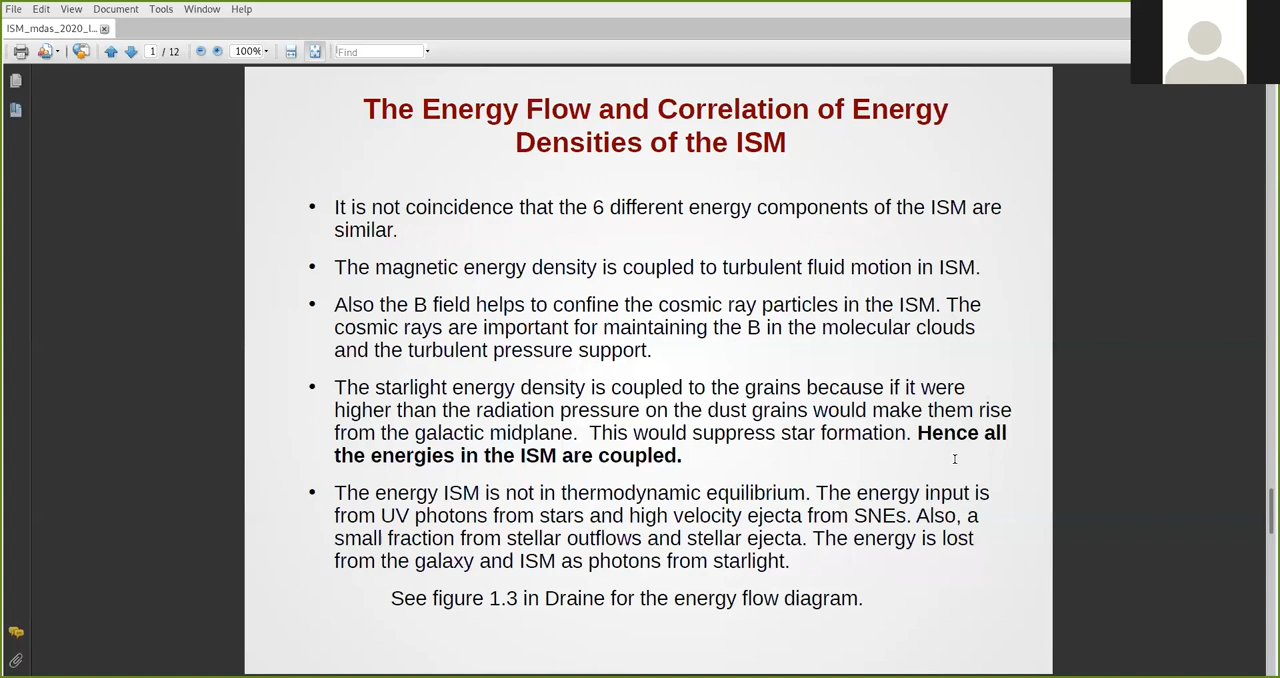 File Edit View Document Tools Window Help
ISM_mdas_2020_l...
1 / 12 100% Find
The Energy Flow and Correlation of Energy
Densities of the ISM
• It is not coincidence that the 6 different energy components of the ISM are
similar.
• The magnetic energy density is coupled to turbulent fluid motion in ISM.
• Also the B field helps to confine the cosmic ray particles in the ISM. The
cosmic rays are important for maintaining the B in the molecular clouds
and the turbulent pressure support.
• The starlight energy density is coupled to the grains because if it were
higher than the radiation pressure on the dust grains would make them rise
from the galactic midplane. This would suppress star formation. Hence all
the energies in the ISM are coupled.
• The energy ISM is not in thermodynamic equilibrium. The energy input is
from UV photons from stars and high velocity ejecta from SNEs. Also, a
small fraction from stellar outflows and stellar ejecta. The energy is lost
from the galaxy and ISM as photons from starlight.
See figure 1.3 in Draine for the energy flow diagram.